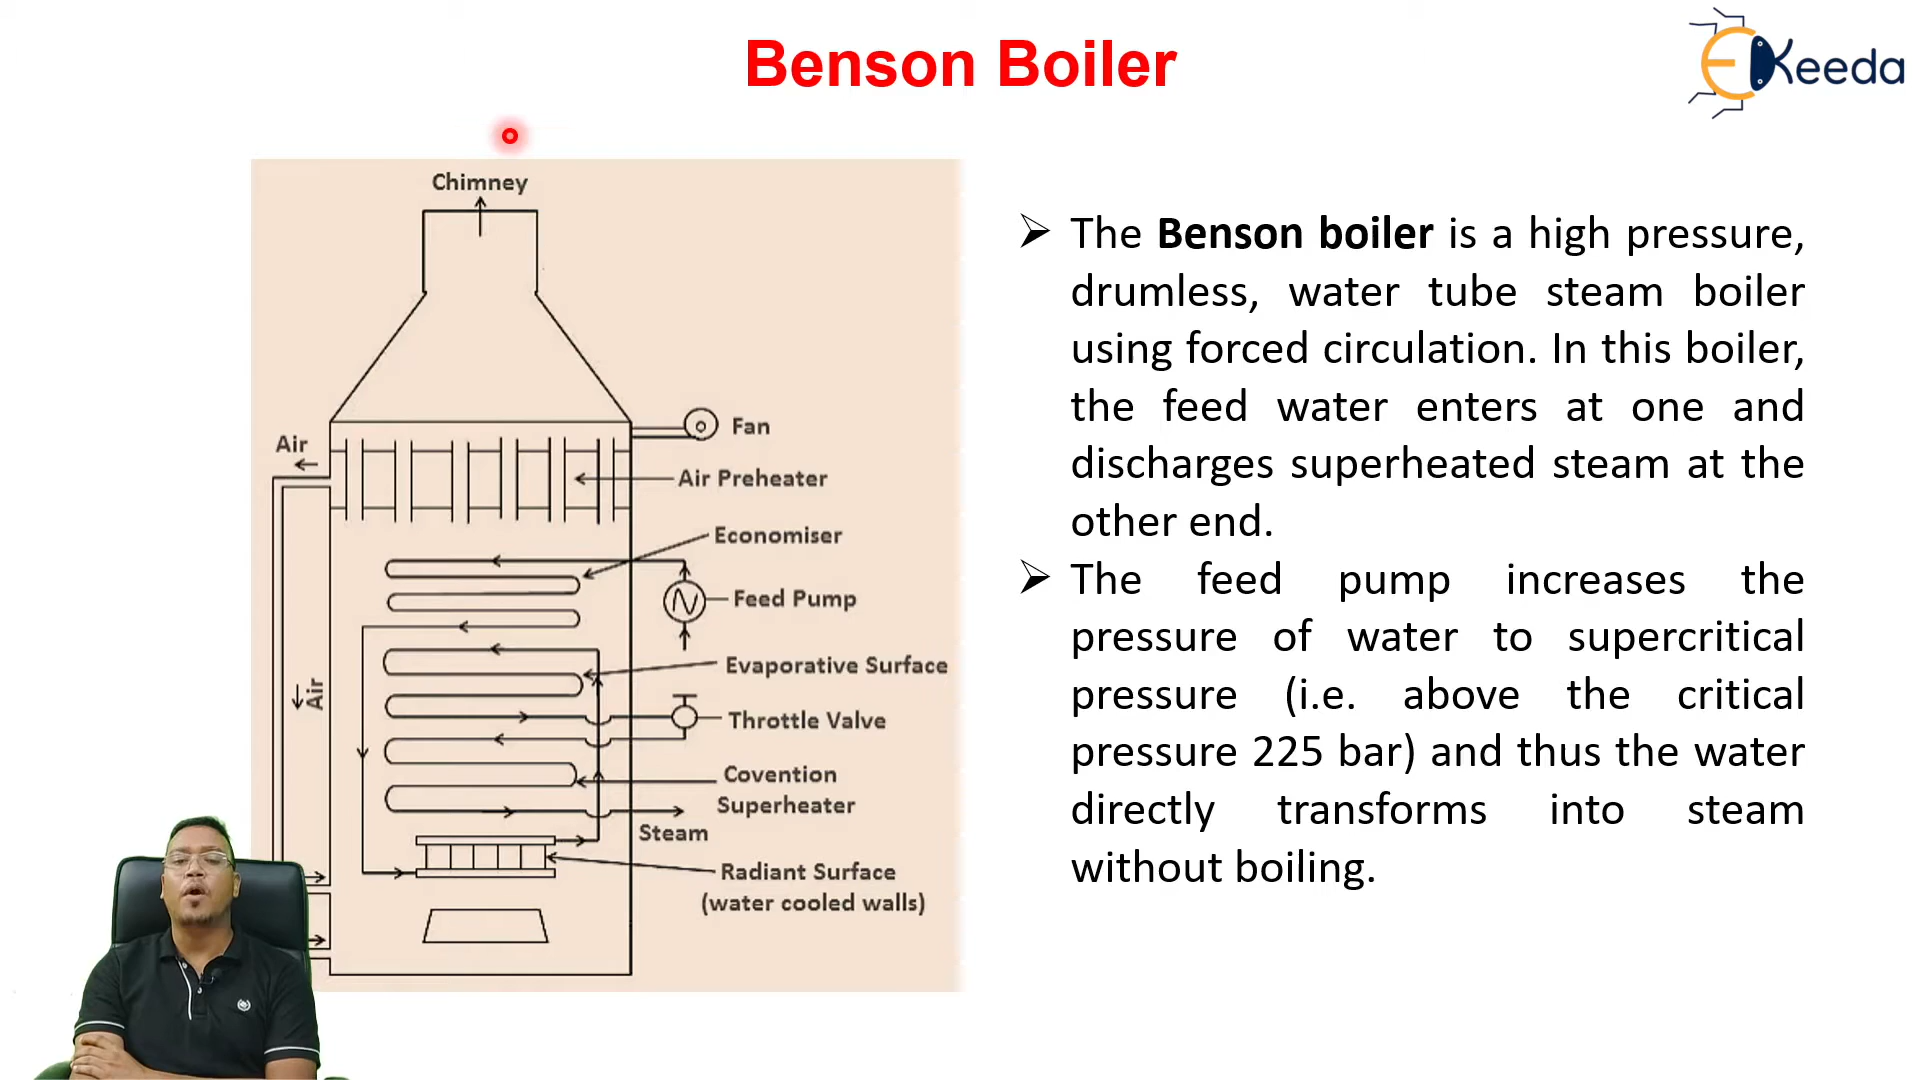 Benson Boiler
EKeeda
Chimney
Fan
Air
Air Preheater
Economiser
Feed Pump
Evaporative Surface
Air
Throttle Valve
Covention
Superheater
Steam
Radiant Surface
(water cooled walls)
➢ The Benson boiler is a high pressure,
drumless, water tube steam boiler
using forced circulation. In this boiler,
the feed water enters at one and
discharges superheated steam at the
other end.
➢ The feed pump increases the
pressure of water to supercritical
pressure (i.e. above the critical
pressure 225 bar) and thus the water
directly transforms into steam
without boiling.